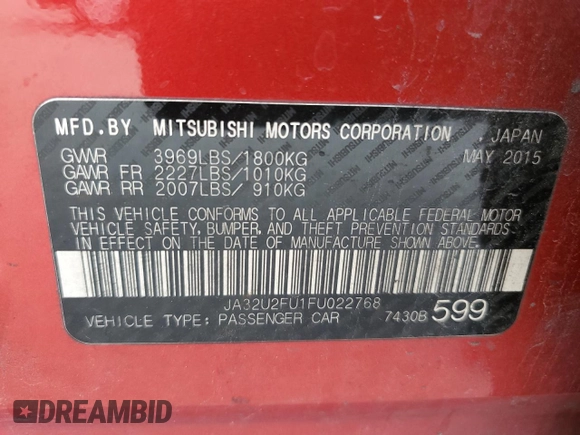 MFD.BY MITSUBISHI MOTORS CORPORATION . JAPAN
GVWR 3969LBS/1800KG MAY 2015
GAWR FR 2227LBS/1010KG
GAWR RR 2007LBS/ 910KG
THIS VEHICLE CONFORMS TO ALL APPLICABLE FEDERAL MOTOR
VEHICLE SAFETY, BUMPER, AND THEFT PREVENTION STANDARDS
IN EFFECT ON THE DATE OF MANUFACTURE SHOWN ABOVE.
JA32U2FU1FU022768
VEHICLE TYPE: PASSENGER CAR 7430B 599
DREAMBID